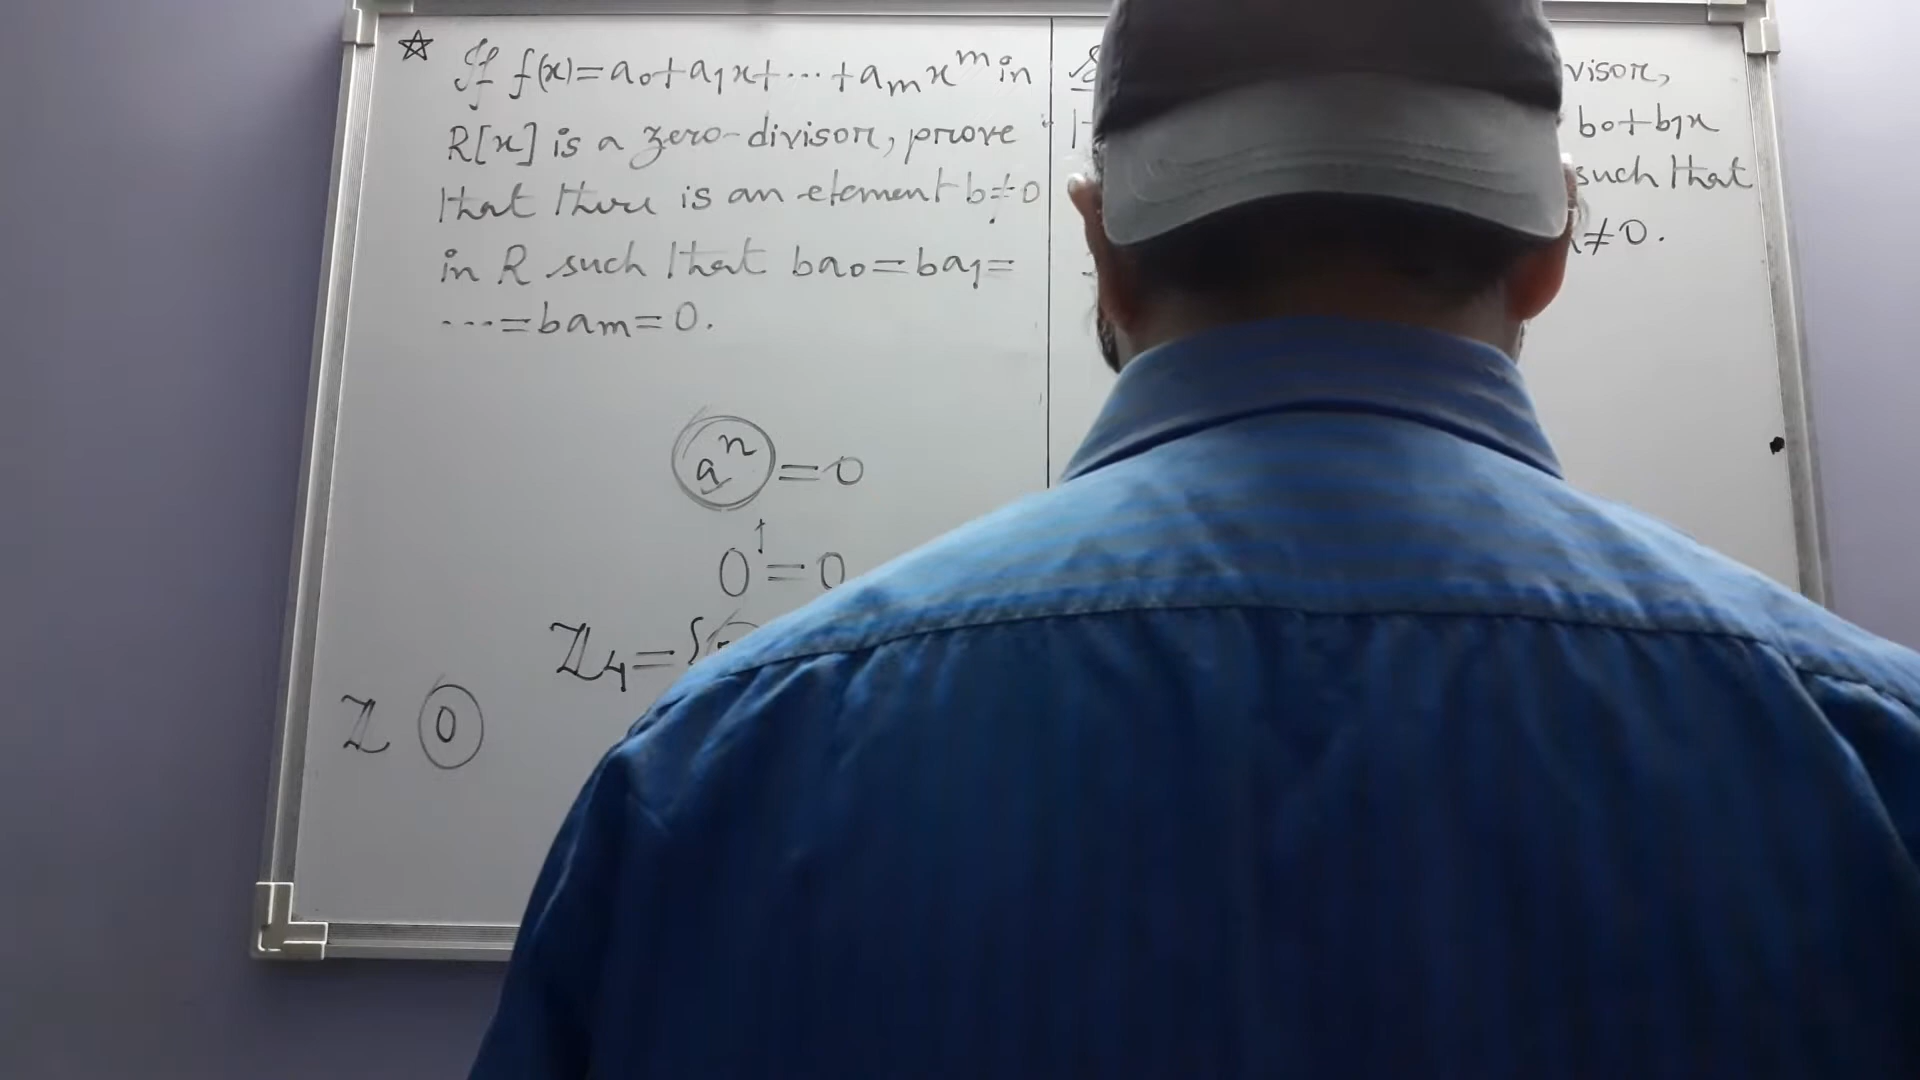 ☆ If f(x)=a₀+a₁x+⋯+aₘxᵐ in
R[x] is a zero-divisor, prove
that there is an element b≠0
in R such that ba₀=ba₁=
⋯=baₘ=0.
aⁿ=0
0¹=0
Z₄={
Z 0
visor,
b₀+b₁x
such that
≠0.